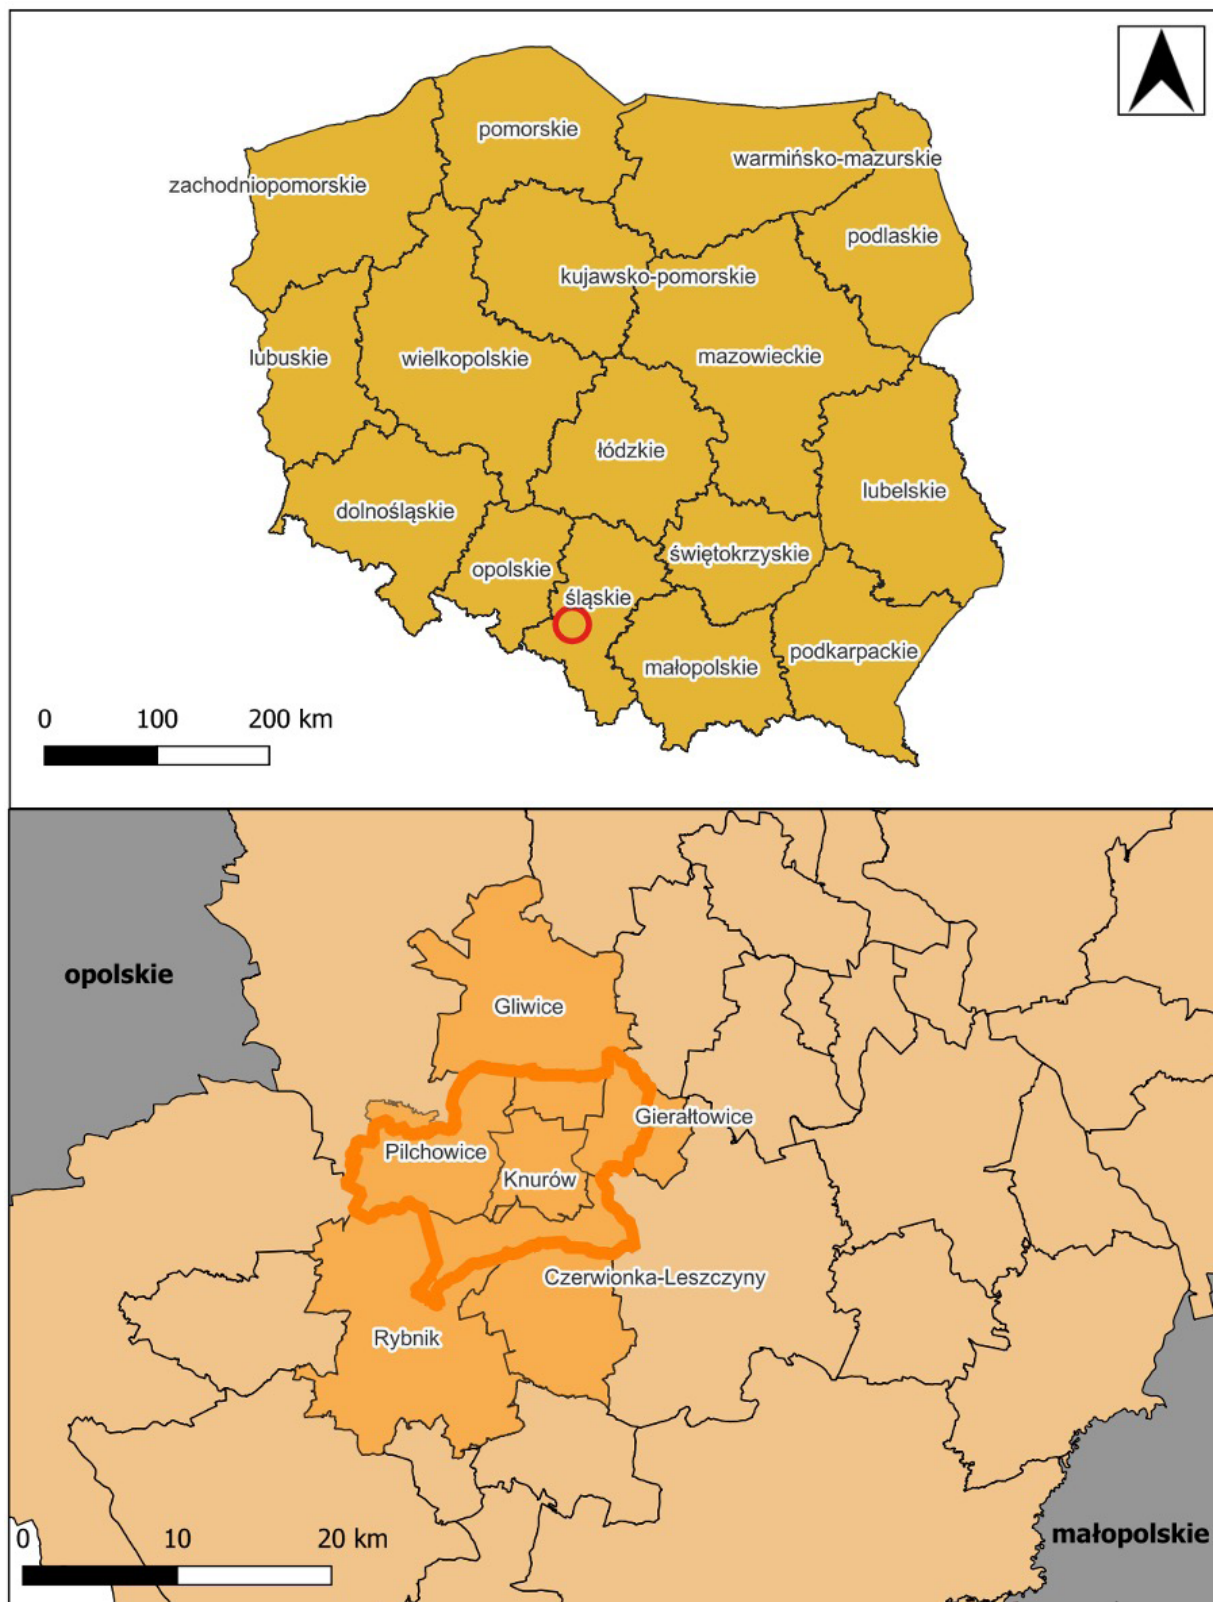 pomorskie
warmińsko-mazurskie
zachodniopomorskie
podlaskie
kujawsko-pomorskie
lubuskie
wielkopolskie
mazowieckie
łódzkie
lubelskie
dolnośląskie
świętokrzyskie
opolskie
śląskie
podkarpackie
małopolskie
0 100 200 km
opolskie
Gliwice
Gierałtowice
Pilchowice
Knurów
Czerwionka-Leszczyny
Rybnik
0 10 20 km
małopolskie